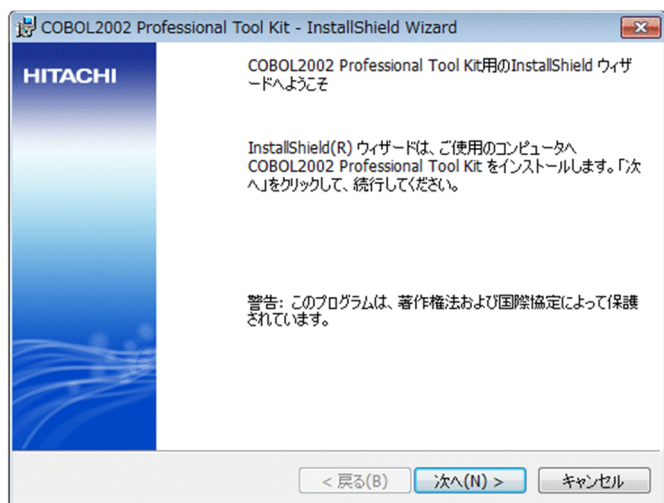 COBOL2002 Professional Tool Kit - InstallShield Wizard
HITACHI
COBOL2002 Professional Tool Kit用のInstallShield ウィザ
ードへようこそ
InstallShield(R) ウィザードは、ご使用のコンピュータへ
COBOL2002 Professional Tool Kit をインストールします。「次
へ」をクリックして、続行してください。
警告: このプログラムは、著作権法および国際協定によって保護
されています。
< 戻る(B)
次へ(N) >
キャンセル